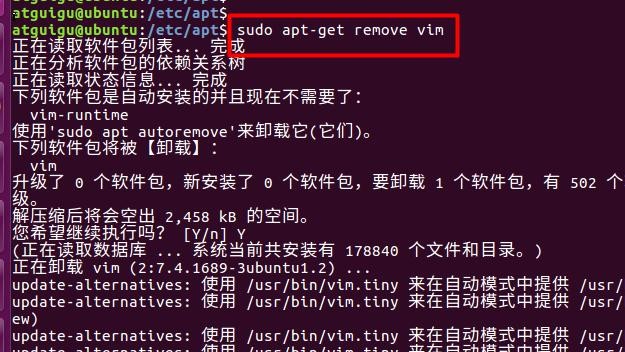 atguigu@ubuntu:/etc/apt$
atguigu@ubuntu:/etc/apt$ sudo apt-get remove vim
正在读取软件包列表... 完成
正在分析软件包的依赖关系树
正在读取状态信息... 完成
下列软件包是自动安装的并且现在不需要了：
vim-runtime
使用'sudo apt autoremove'来卸载它(它们)。
下列软件包将被【卸载】：
vim
升级了 0 个软件包，新安装了 0 个软件包，要卸载 1 个软件包，有 502 个
级。
解压缩后将会空出 2,458 kB 的空间。
您希望继续执行吗？ [Y/n] Y
(正在读取数据库 ... 系统当前共安装有 178840 个文件和目录。)
正在卸载 vim (2:7.4.1689-3ubuntu1.2) ...
update-alternatives: 使用 /usr/bin/vim.tiny 来在自动模式中提供 /usr/
ew)
update-alternatives: 使用 /usr/bin/vim.tiny 来在自动模式中提供 /usr/
update-alternatives: 使用 /usr/bin/vim.tiny 来在自动模式中提供 /usr/